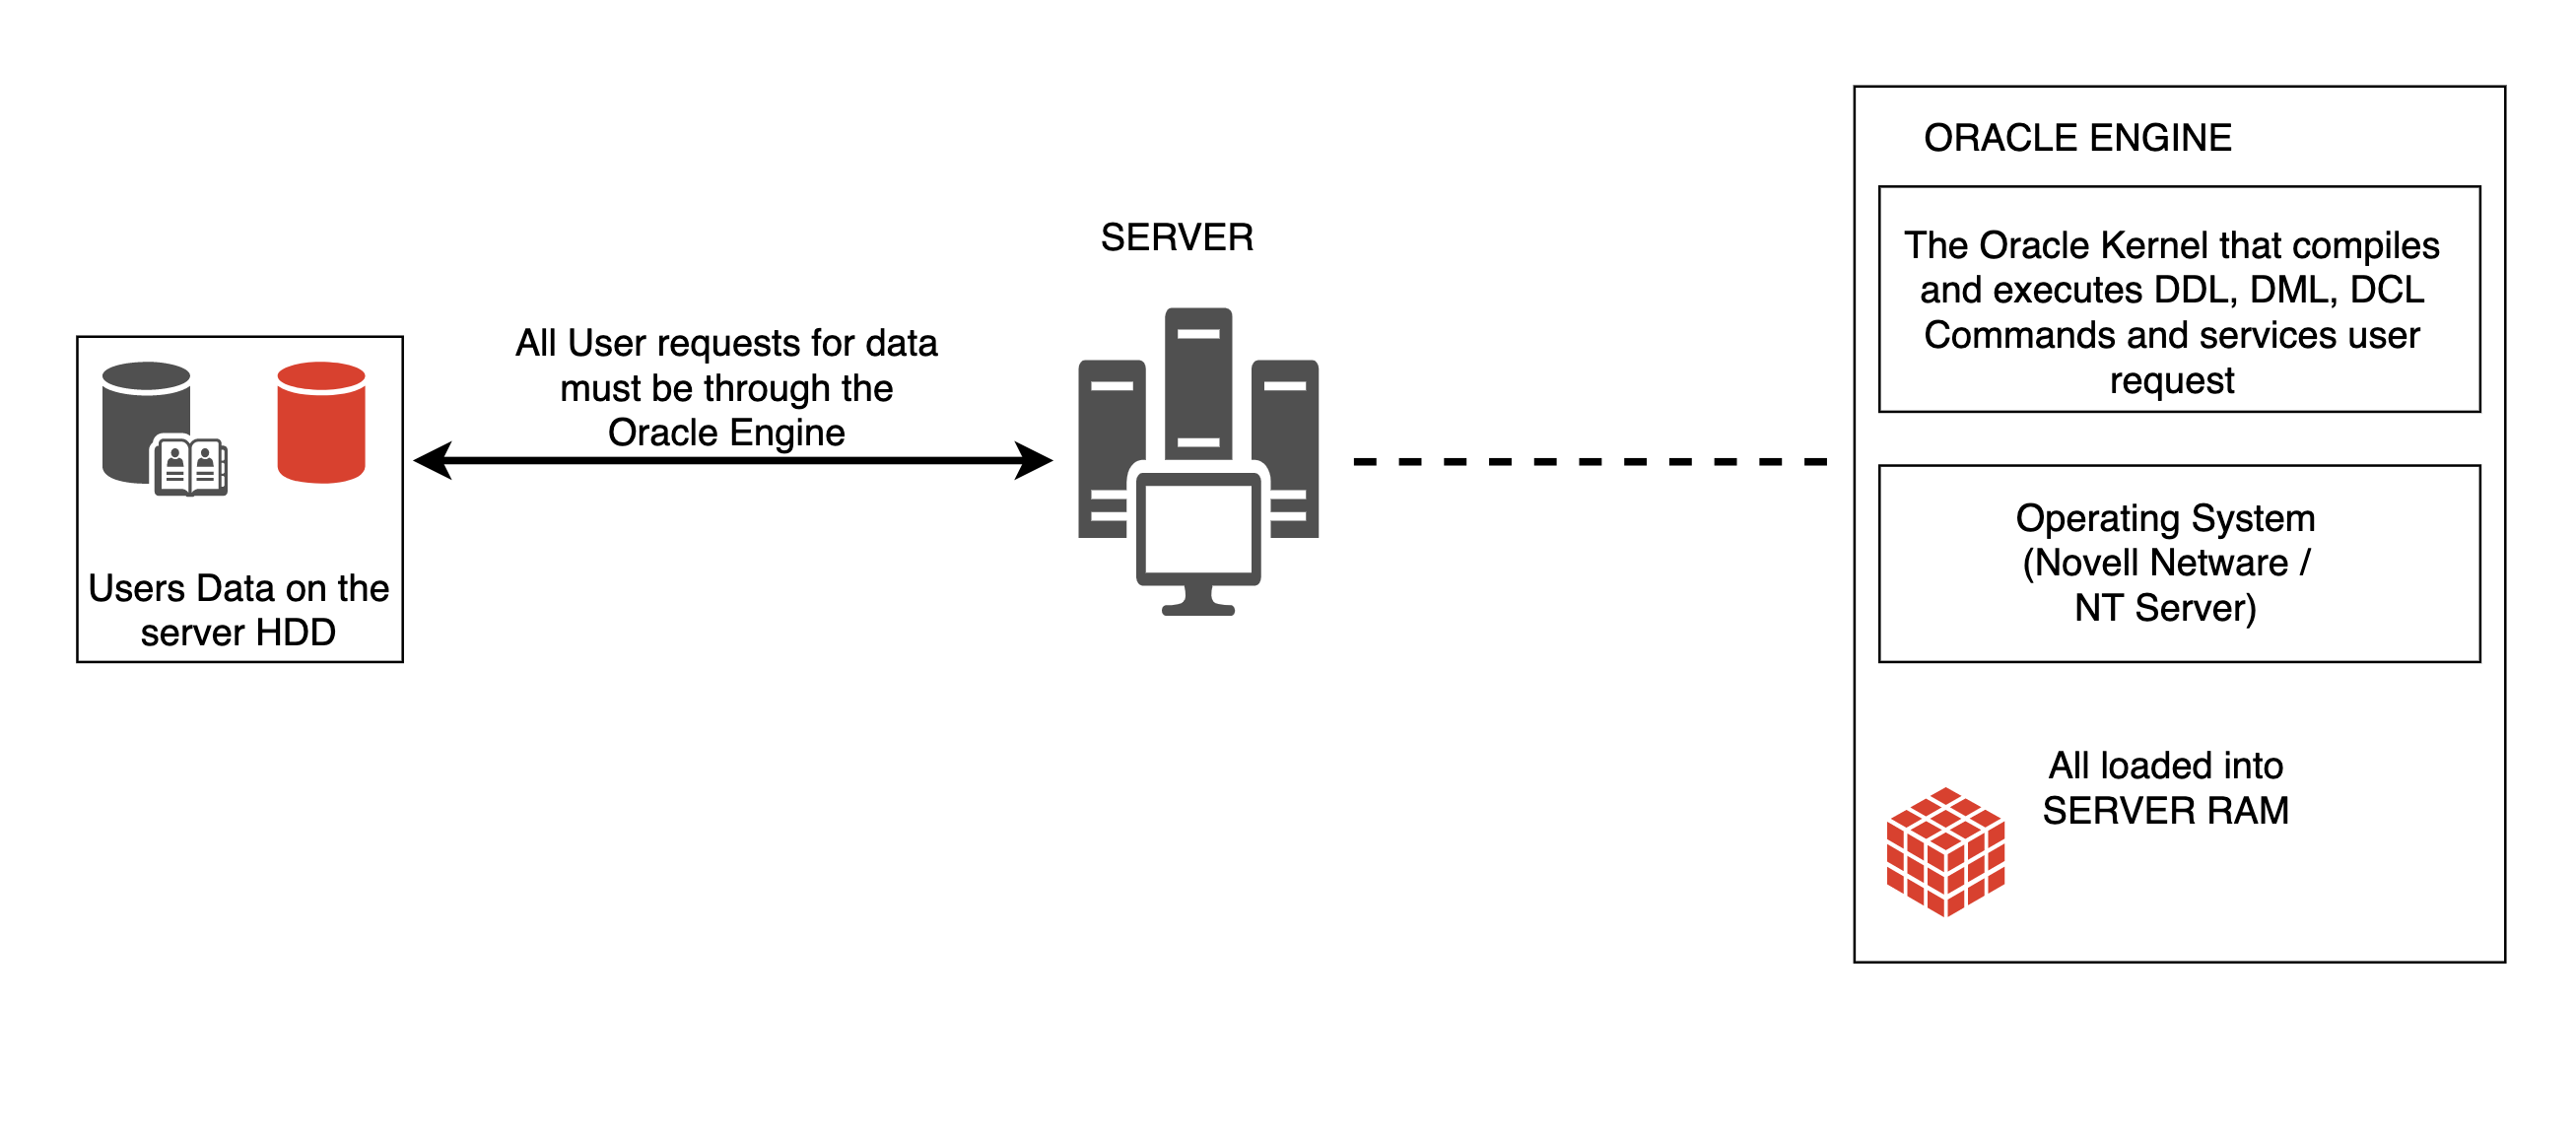 Users Data on the
server HDD
All User requests for data
must be through the
Oracle Engine
SERVER
ORACLE ENGINE
The Oracle Kernel that compiles
and executes DDL, DML, DCL
Commands and services user
request
Operating System
(Novell Netware /
NT Server)
All loaded into
SERVER RAM